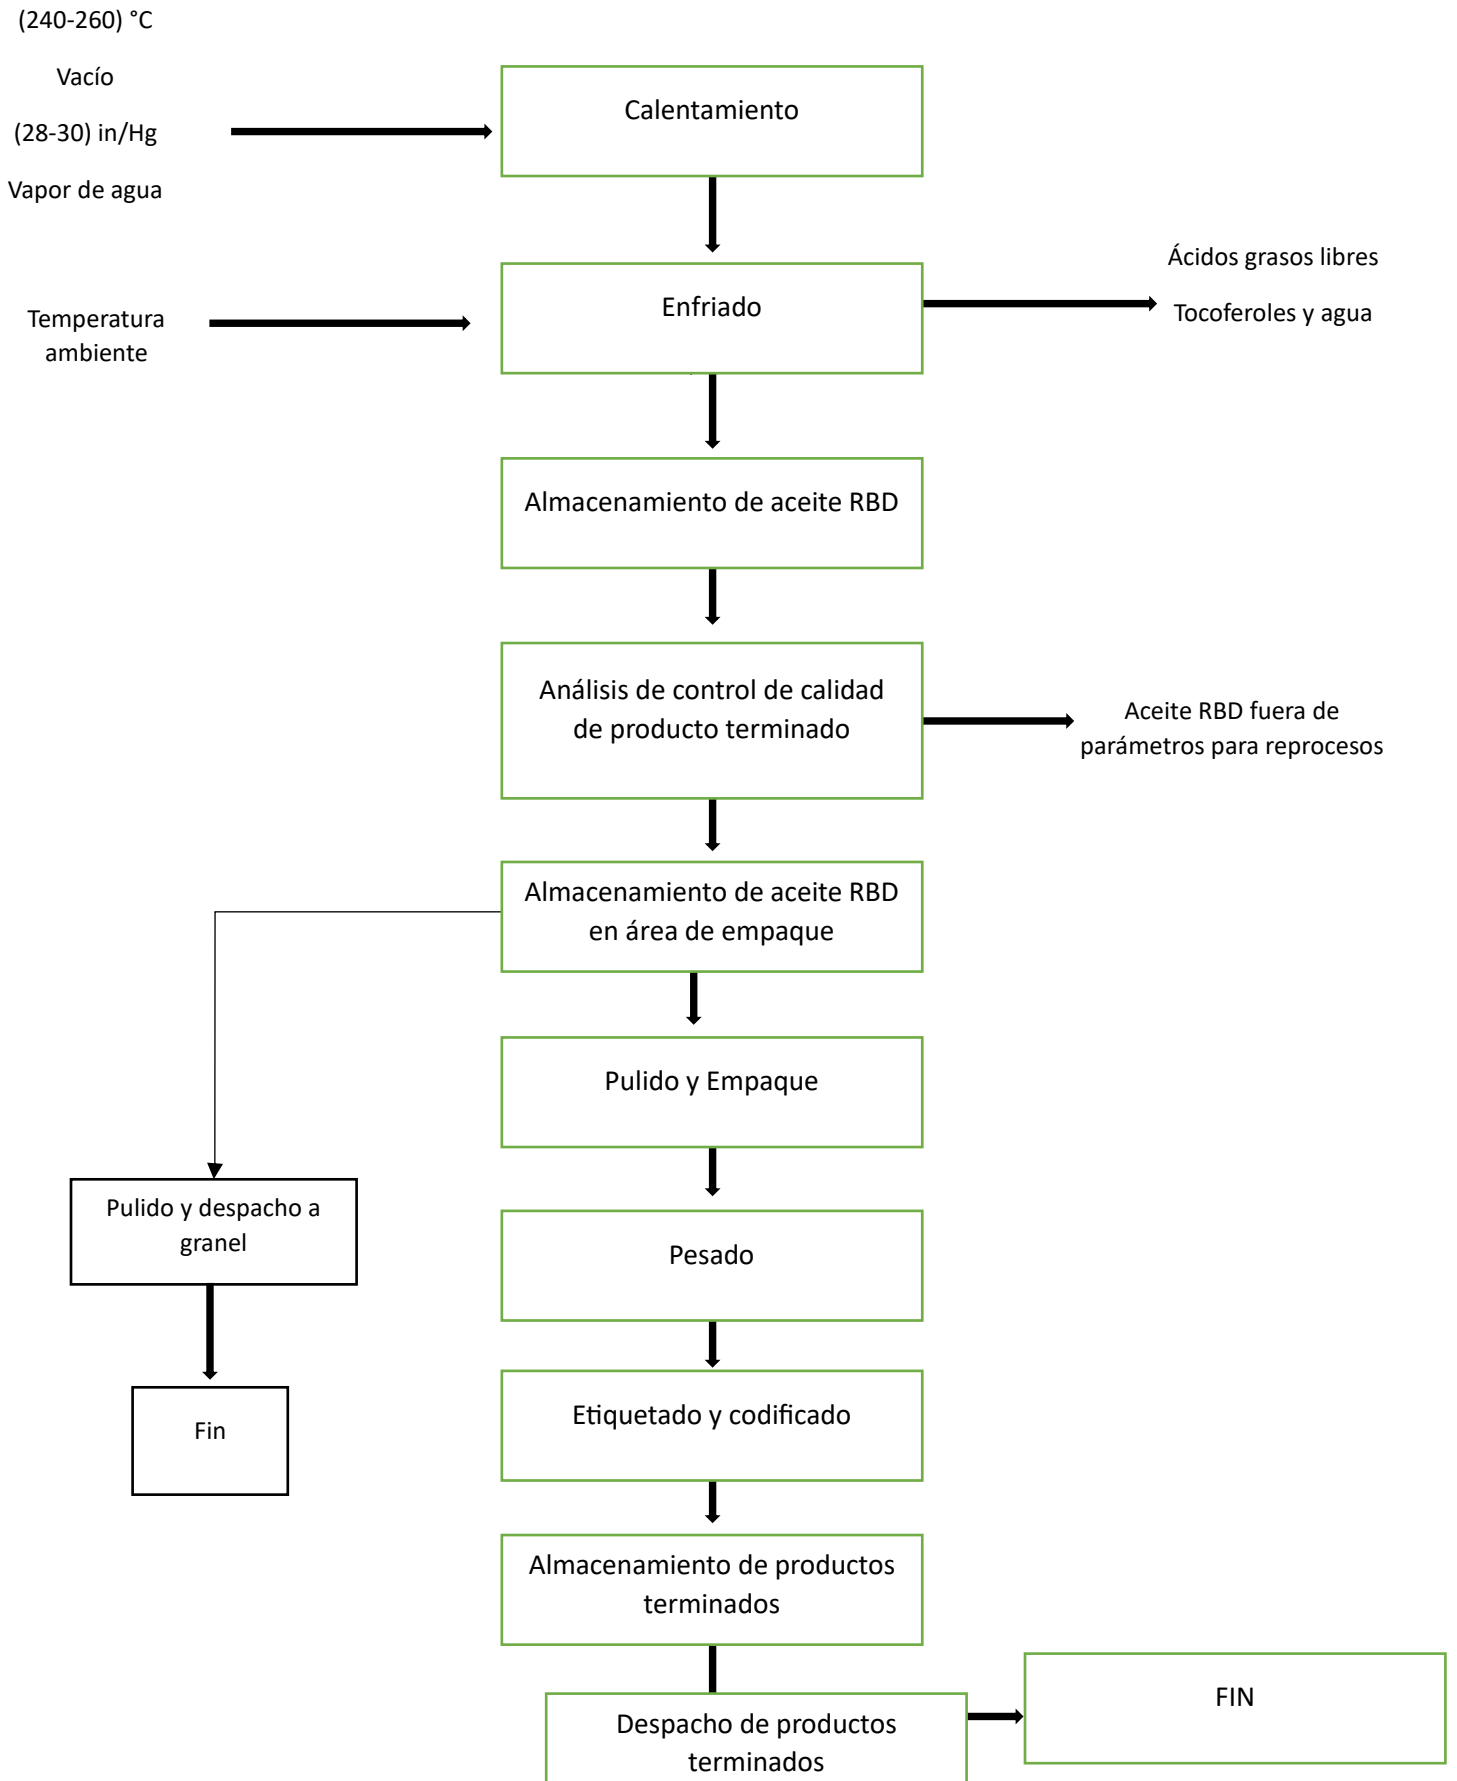 (240-260) °C
Vacío
(28-30) in/Hg
Vapor de agua
Calentamiento
Temperatura
ambiente
Enfriado
Ácidos grasos libres
Tocoferoles y agua
Almacenamiento de aceite RBD
Análisis de control de calidad
de producto terminado
Aceite RBD fuera de
parámetros para reprocesos
Almacenamiento de aceite RBD
en área de empaque
Pulido y Empaque
Pulido y despacho a
granel
Pesado
Fin
Etiquetado y codificado
Almacenamiento de productos
terminados
Despacho de productos
terminados
FIN